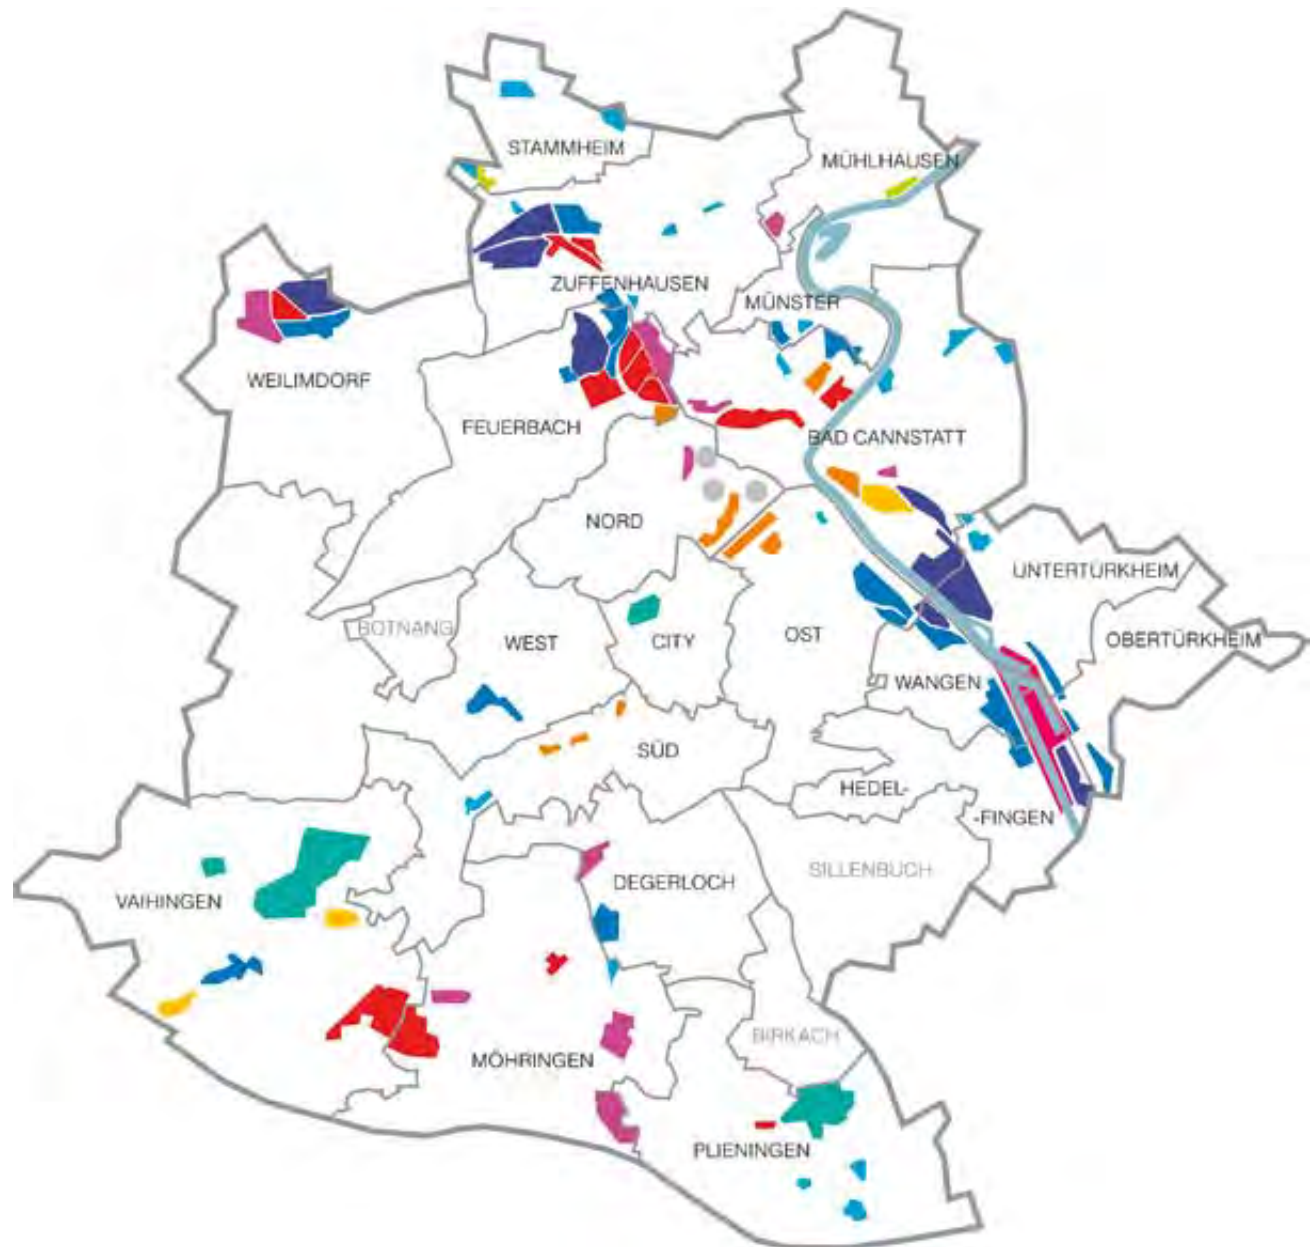 STAMMHEIM
MÜHLHAUSEN
ZUFFENHAUSEN
MÜNSTER
WEILIMDORF
FEUERBACH
BAD CANNSTATT
NORD
UNTERTÜRKHEIM
BOTNANG
WEST
CITY
OST
OBERTÜRKHEIM
WANGEN
SÜD
HEDEL-
-FINGEN
SILLENBUCH
DEGERLOCH
VAIHINGEN
BIRKACH
MÖHRINGEN
PLIENINGEN